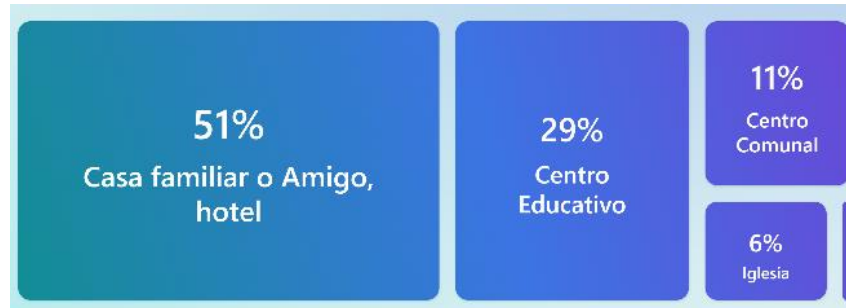 51%
Casa familiar o Amigo,
hotel
29%
Centro
Educativo
11%
Centro
Comunal
6%
Iglesia